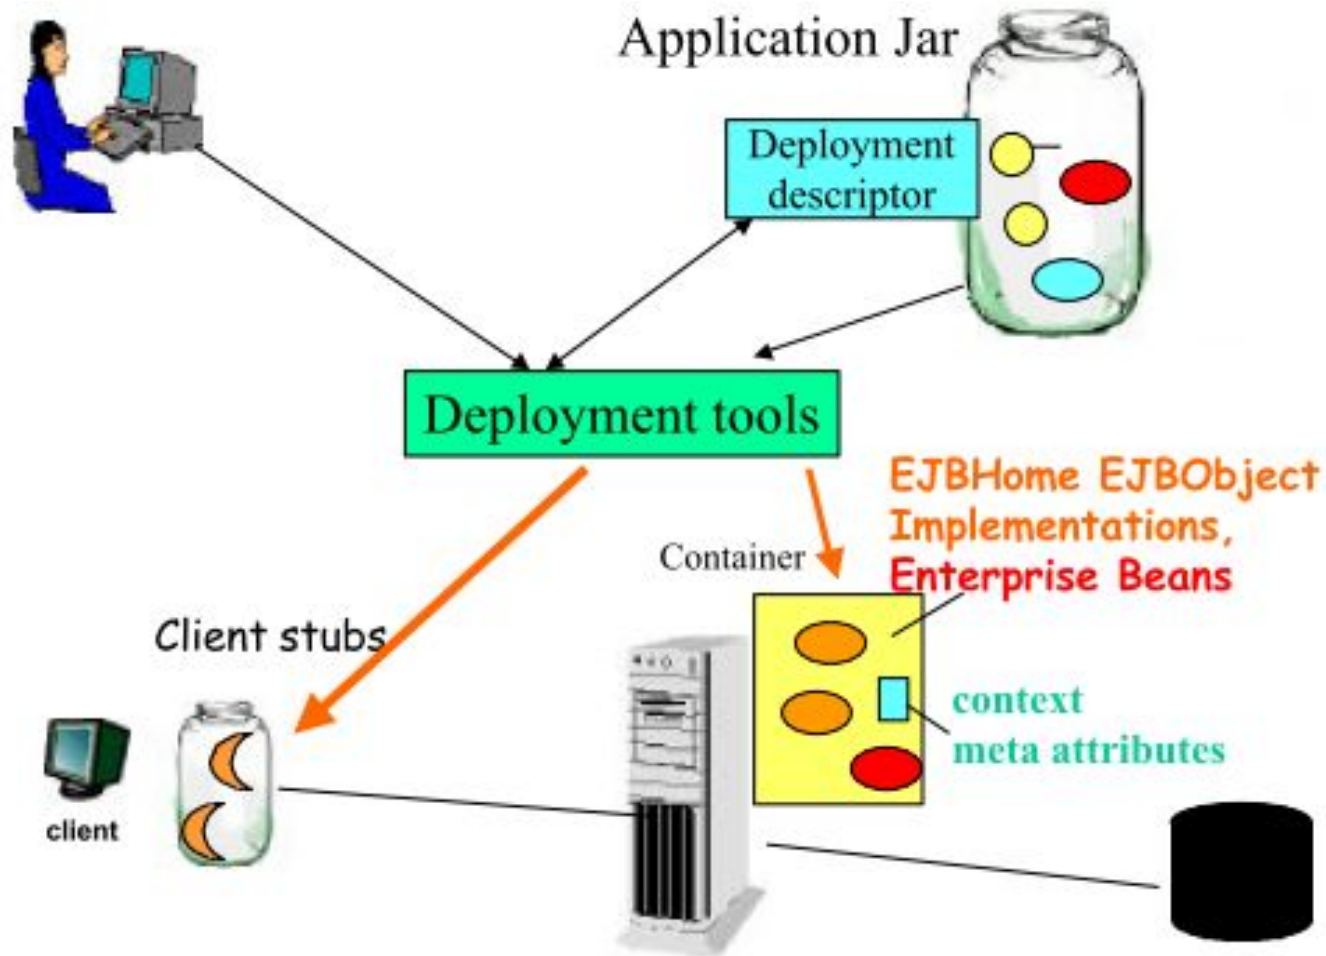 Application Jar
Deployment
descriptor
Deployment tools
EJBHome EJBObject
Implementations,
Enterprise Beans
Container
Client stubs
context
meta attributes
client